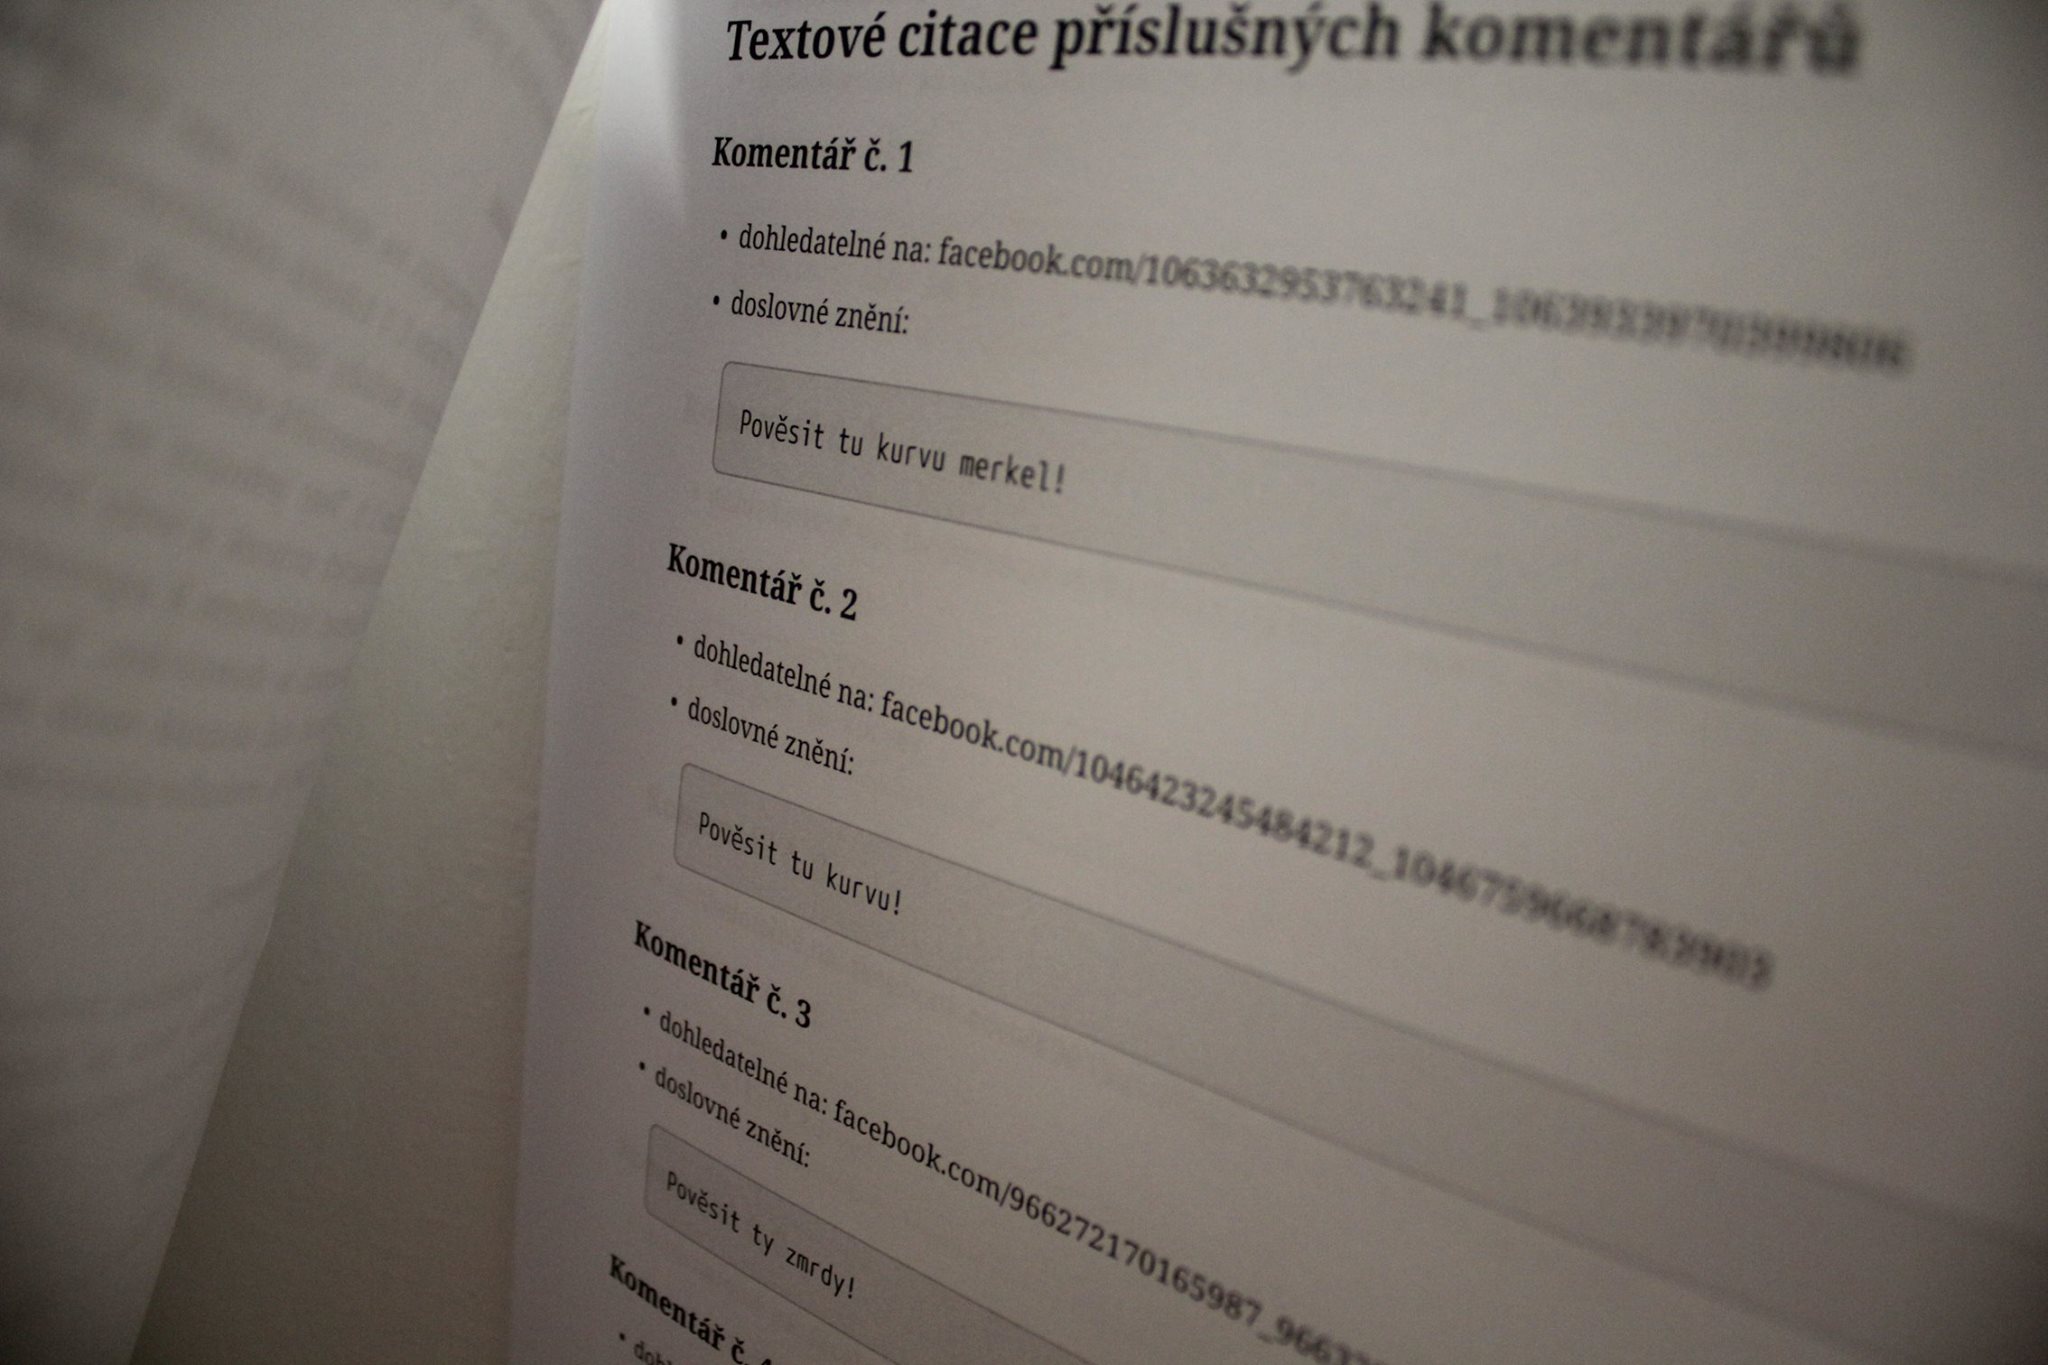 Textové citace příslušných komentářů
Komentář č. 1
• dohledatelné na: facebook.com/1063632953763241_
• doslovné znění:
Pověsit tu kurvu merkel!
Komentář č. 2
• dohledatelné na: facebook.com/1046423245484212_
• doslovné znění:
Pověsit tu kurvu!
Komentář č. 3
• dohledatelné na: facebook.com/966272170165987_
• doslovné znění:
Pověsit ty zmrdy!
Komentář č.